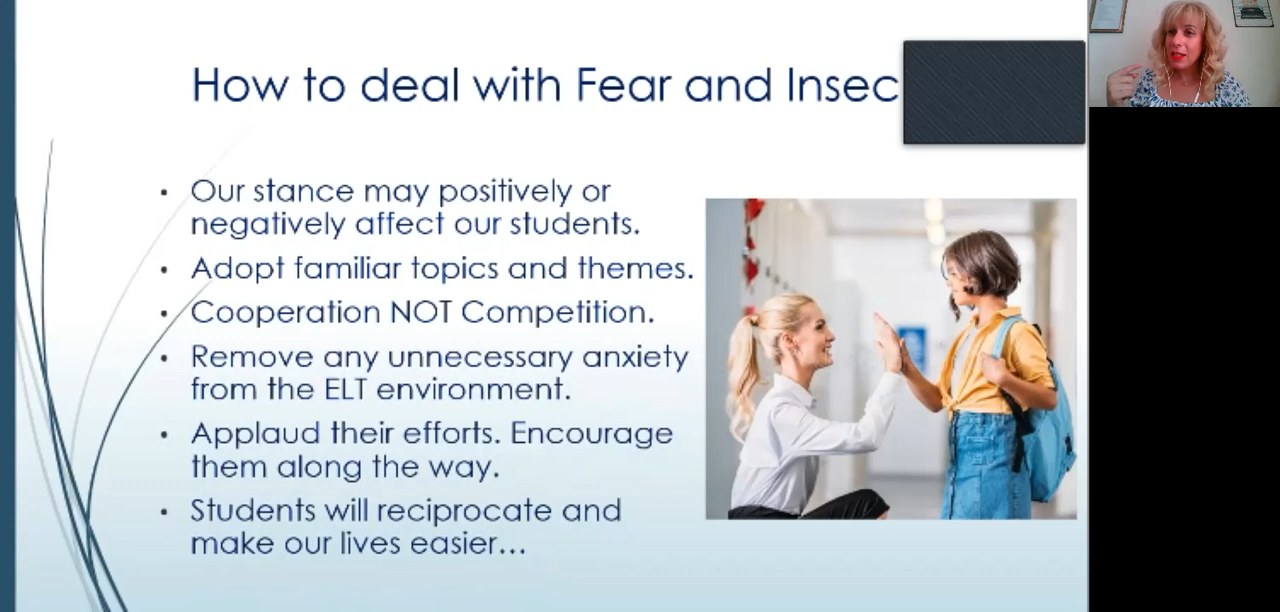 How to deal with Fear and Insec
• Our stance may positively or
negatively affect our students.
• Adopt familiar topics and themes.
• Cooperation NOT Competition.
• Remove any unnecessary anxiety
from the ELT environment.
• Applaud their efforts. Encourage
them along the way.
• Students will reciprocate and
make our lives easier...